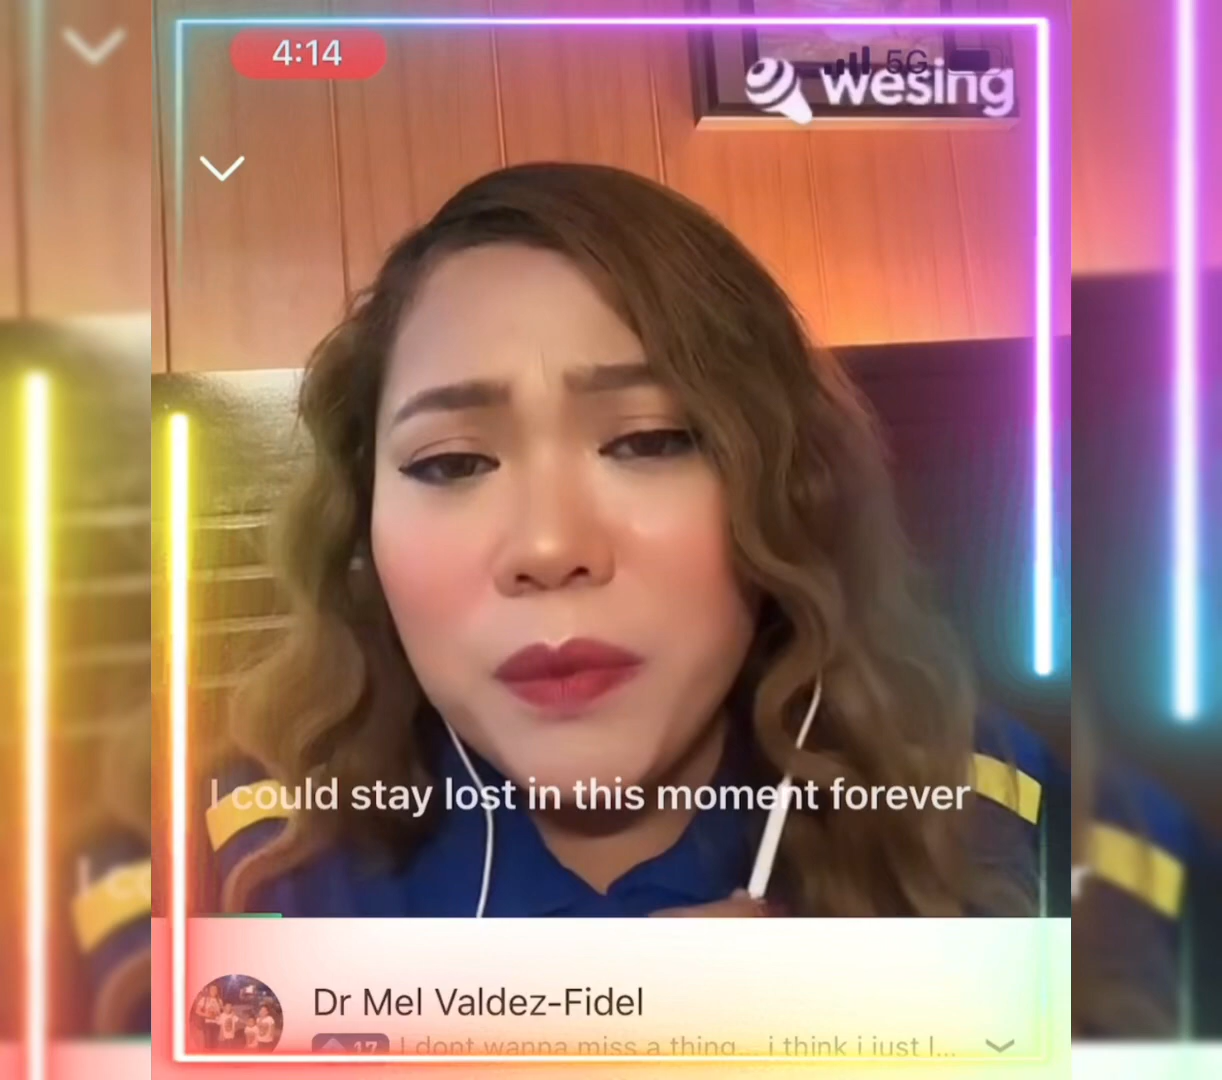 4:14
5G
wesing
I could stay lost in this moment forever
Dr Mel Valdez-Fidel
17 I dont wanna miss a thing... i think i just l...